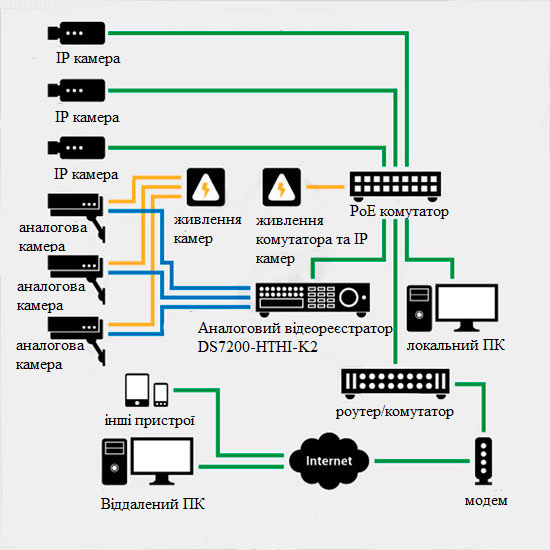 IP камера
IP камера
IP камера
аналогова
камера
живлення
камер
живлення
комутатора та IP
камер
PoE комутатор
аналогова
камера
аналогова
камера
Аналоговий відеореєстратор
DS7200-HTHI-K2
локальний ПК
роутер/комутатор
інші пристрої
Internet
Віддалений ПК
модем